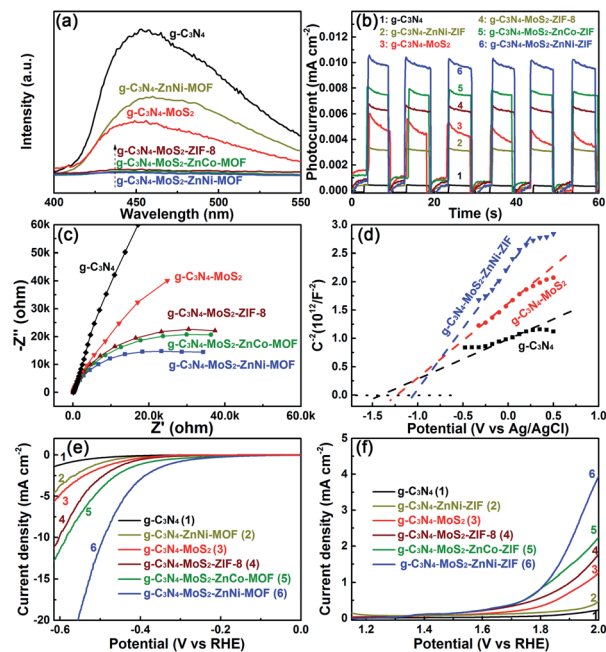 (a)
g-C₃N₄
g-C₃N₄-ZnNi-MOF
g-C₃N₄-MoS₂
g-C₃N₄-MoS₂-ZIF-8
g-C₃N₄-MoS₂-ZnCo-MOF
g-C₃N₄-MoS₂-ZnNi-MOF
Intensity (a.u.)
400 450 500 550
Wavelength (nm)
(b)
1: g-C₃N₄ 4: g-C₃N₄-MoS₂-ZIF-8
2: g-C₃N₄-ZnNi-ZIF 5: g-C₃N₄-MoS₂-ZnCo-ZIF
3: g-C₃N₄-MoS₂ 6: g-C₃N₄-MoS₂-ZnNi-ZIF
Photocurrent (mA cm⁻²)
0.014
0.012
0.010
0.008
0.006
0.004
0.002
0.000
6
5
4
3
2
1
0 10 20 30 40 50 60
Time (s)
(c)
g-C₃N₄
g-C₃N₄-MoS₂
g-C₃N₄-MoS₂-ZIF-8
g-C₃N₄-MoS₂-ZnCo-MOF
g-C₃N₄-MoS₂-ZnNi-MOF
-Z'' (ohm)
60k
50k
40k
30k
20k
10k
0
0.0 20.0k 40.0k 60.0k
Z' (ohm)
(d)
g-C₃N₄-MoS₂-ZnNi-ZIF
g-C₃N₄-MoS₂
g-C₃N₄
C⁻²(10¹²/F⁻²)
3.0
2.5
2.0
1.5
1.0
0.5
0.0
-1.5 -1.0 -0.5 0.0 0.5 1.0
Potential (V vs Ag/AgCl)
(e)
1
2
3
4
5
6
g-C₃N₄ (1)
g-C₃N₄-ZnNi-MOF (2)
g-C₃N₄-MoS₂ (3)
g-C₃N₄-MoS₂-ZIF-8 (4)
g-C₃N₄-MoS₂-ZnCo-MOF (5)
g-C₃N₄-MoS₂-ZnNi-MOF (6)
Current density (mA cm⁻²)
0
-5
-10
-15
-20
-0.6 -0.4 -0.2 0.0
Potential (V vs RHE)
(f)
g-C₃N₄ (1)
g-C₃N₄-ZnNi-ZIF (2)
g-C₃N₄-MoS₂ (3)
g-C₃N₄-MoS₂-ZIF-8 (4)
g-C₃N₄-MoS₂-ZnCo-ZIF (5)
g-C₃N₄-MoS₂-ZnNi-ZIF (6)
6
5
4
3
2
1
Current density (mA cm⁻²)
5
4
3
2
1
0
1.2 1.4 1.6 1.8 2.0
Potential (V vs RHE)